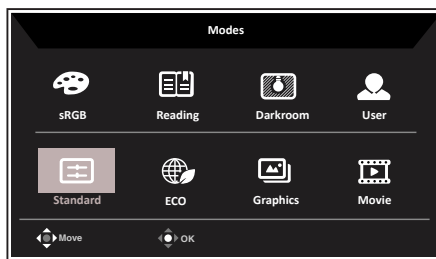 Modes
sRGB Reading Darkroom User
Standard ECO Graphics Movie
Move OK